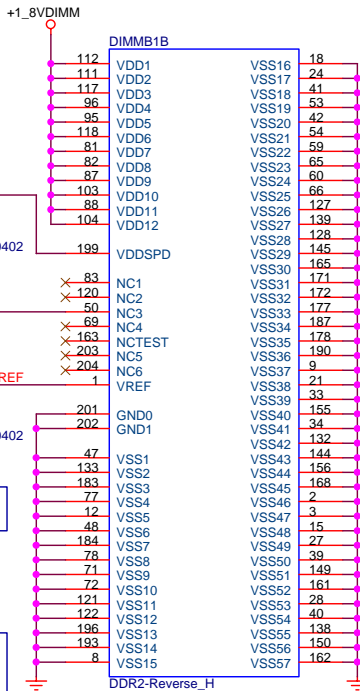 +1_8VDIMM
DIMMB1B
112 VDD1 VSS16 18
111 VDD2 VSS17 24
117 VDD3 VSS18 41
96 VDD4 VSS19 53
95 VDD5 VSS20 42
118 VDD6 VSS21 54
81 VDD7 VSS22 59
82 VDD8 VSS23 65
87 VDD9 VSS24 60
103 VDD10 VSS25 66
88 VDD11 VSS26 127
104 VDD12 VSS27 139
VSS28 128
0402
199 VDDSPD VSS29 145
VSS30 165
83 NC1 VSS31 171
120 NC2 VSS32 172
50 NC3 VSS33 177
69 NC4 VSS34 187
163 NCTEST VSS35 178
203 NC5 VSS36 190
204 NC6 VSS37 9
REF
1 VREF VSS38 21
VSS39 33
201 GND0 VSS40 155
202 GND1 VSS41 34
0402
VSS42 132
47 VSS1 VSS43 144
133 VSS2 VSS44 156
183 VSS3 VSS45 168
77 VSS4 VSS46 2
12 VSS5 VSS47 3
48 VSS6 VSS48 15
184 VSS7 VSS49 27
78 VSS8 VSS50 39
71 VSS9 VSS51 149
72 VSS10 VSS52 161
121 VSS11 VSS53 28
122 VSS12 VSS54 40
196 VSS13 VSS55 138
193 VSS14 VSS56 150
8 VSS15 VSS57 162
DDR2-Reverse_H